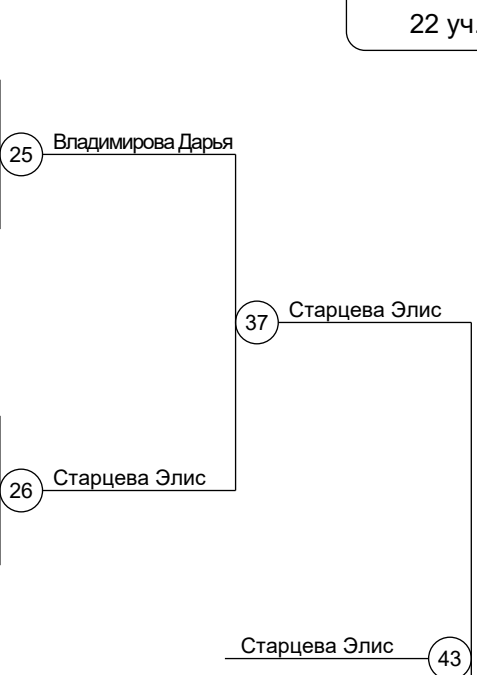 22 уч.
25 Владимирова Дарья
37 Старцева Элис
26 Старцева Элис
Старцева Элис 43